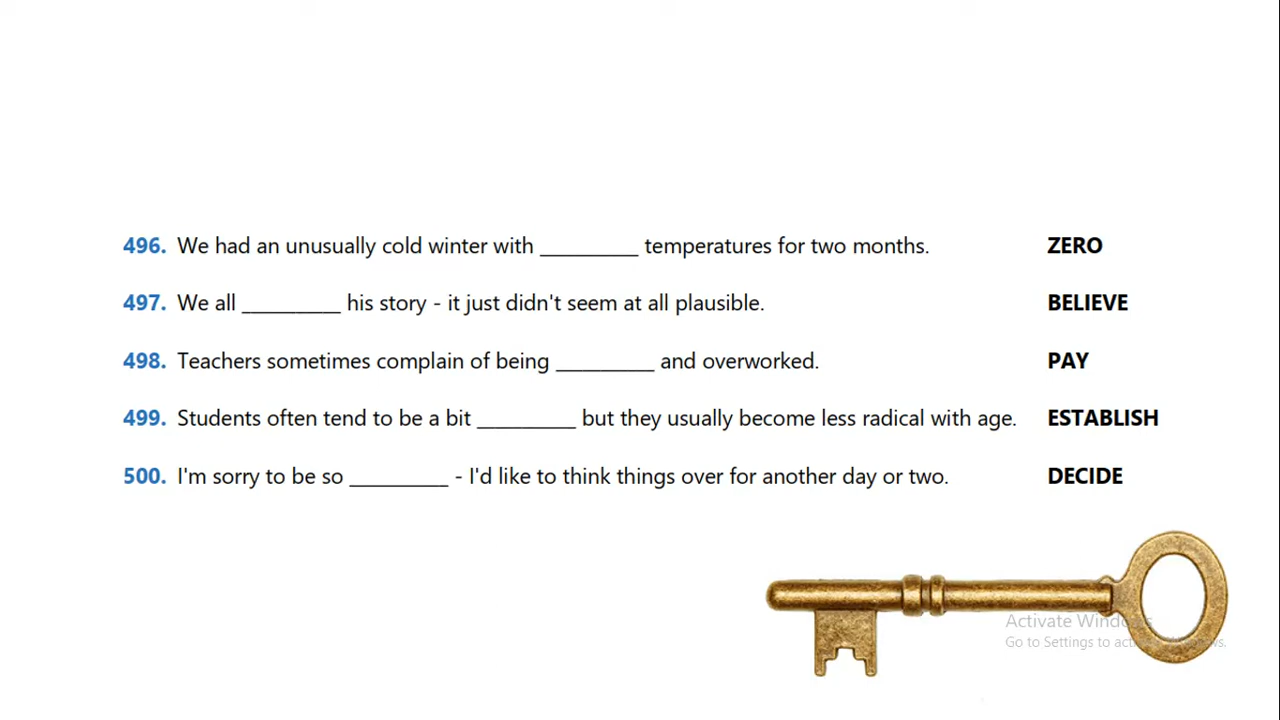 496. We had an unusually cold winter with _________ temperatures for two months. ZERO
497. We all _________ his story - it just didn't seem at all plausible. BELIEVE
498. Teachers sometimes complain of being _________ and overworked. PAY
499. Students often tend to be a bit _________ but they usually become less radical with age. ESTABLISH
500. I'm sorry to be so _________ - I'd like to think things over for another day or two. DECIDE
Activate Windows
Go to Settings to activate Windows.